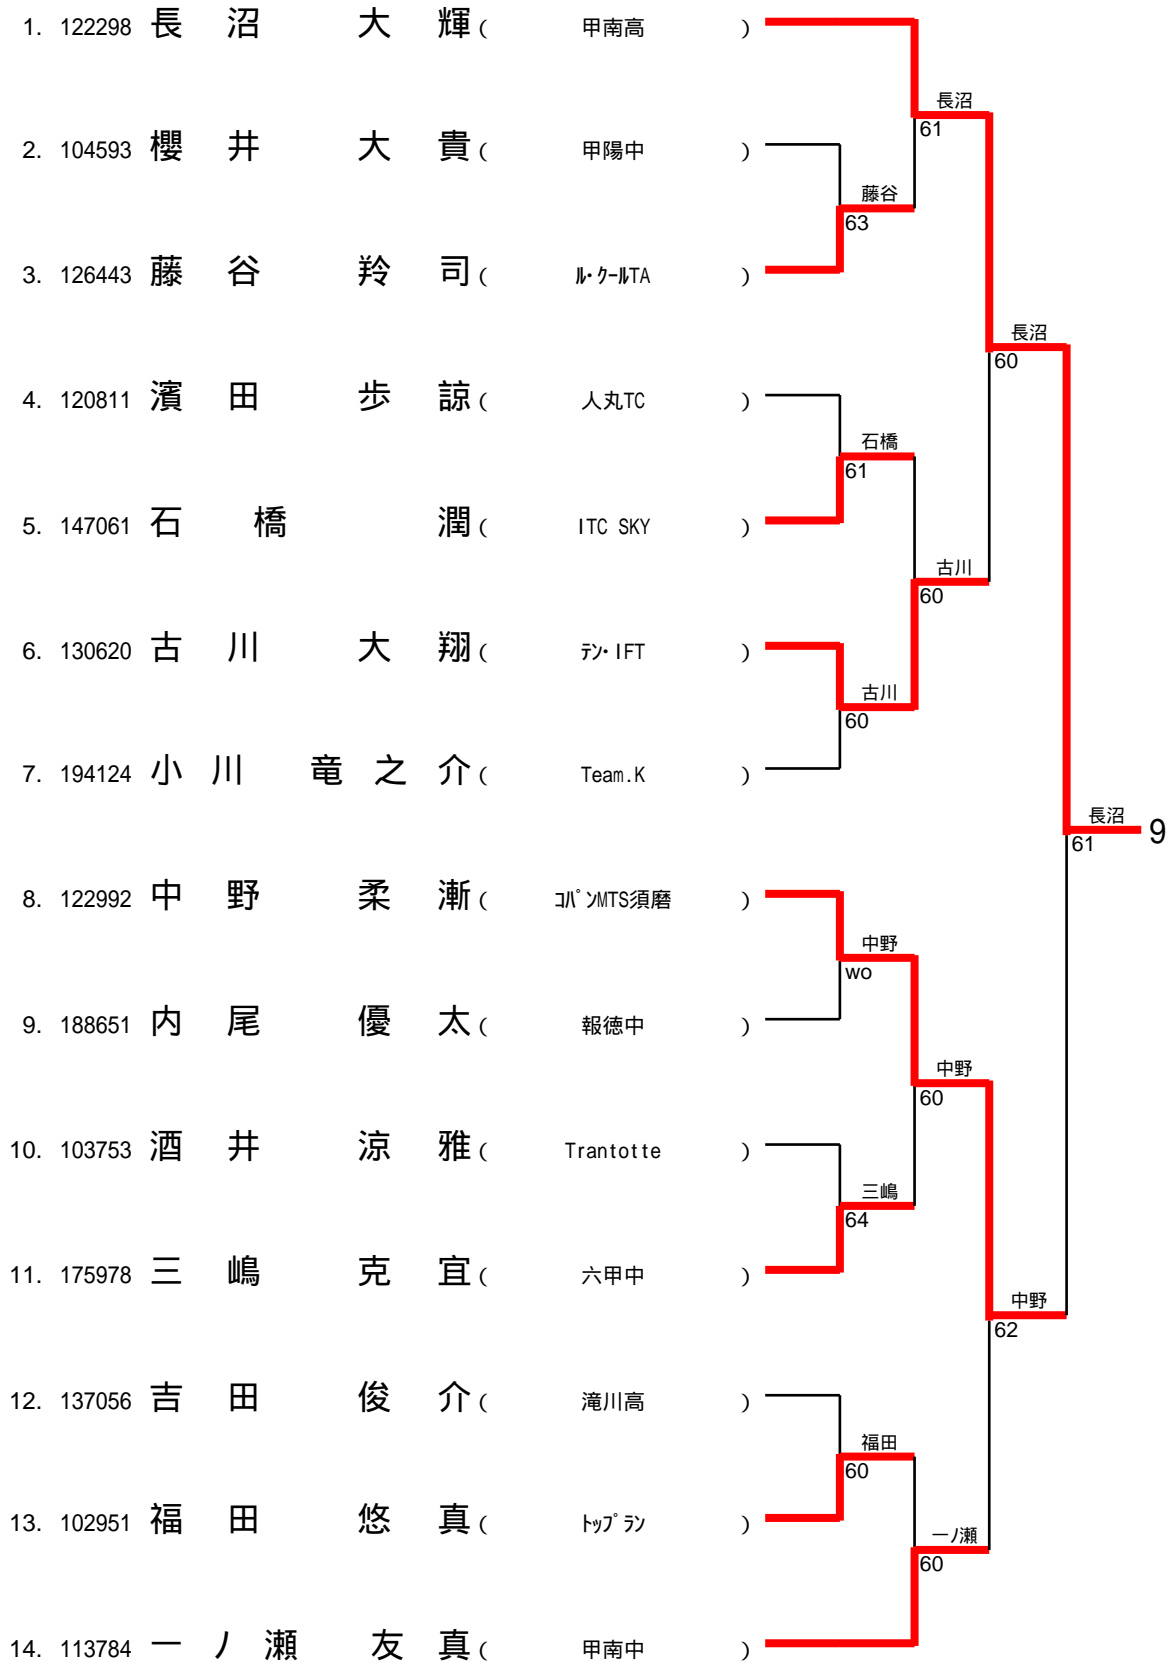 1. 122298 長沼 大輝 ( 甲南高 )
長沼
61
2. 104593 櫻井 大貴 ( 甲陽中 )
藤谷
63
3. 126443 藤谷 羚司 ( ﾙ･ｸｰﾙTA )
長沼
60
4. 120811 濱田 歩諒 ( 人丸TC )
石橋
61
5. 147061 石橋 潤 ( ITC SKY )
古川
60
6. 130620 古川 大翔 ( ﾃﾝ･IFT )
古川
60
7. 194124 小川 竜之介 ( Team.K )
長沼 9
61
8. 122992 中野 柔漸 ( ｺﾊﾟﾝMTS須磨 )
中野
wo
9. 188651 内尾 優太 ( 報徳中 )
中野
60
10. 103753 酒井 涼雅 ( Trantotte )
三嶋
64
11. 175978 三嶋 克宜 ( 六甲中 )
中野
62
12. 137056 吉田 俊介 ( 滝川高 )
福田
60
13. 102951 福田 悠真 ( ﾄｯﾌﾟﾗﾝ )
一ノ瀬
60
14. 113784 一ノ瀬 友真 ( 甲南中 )